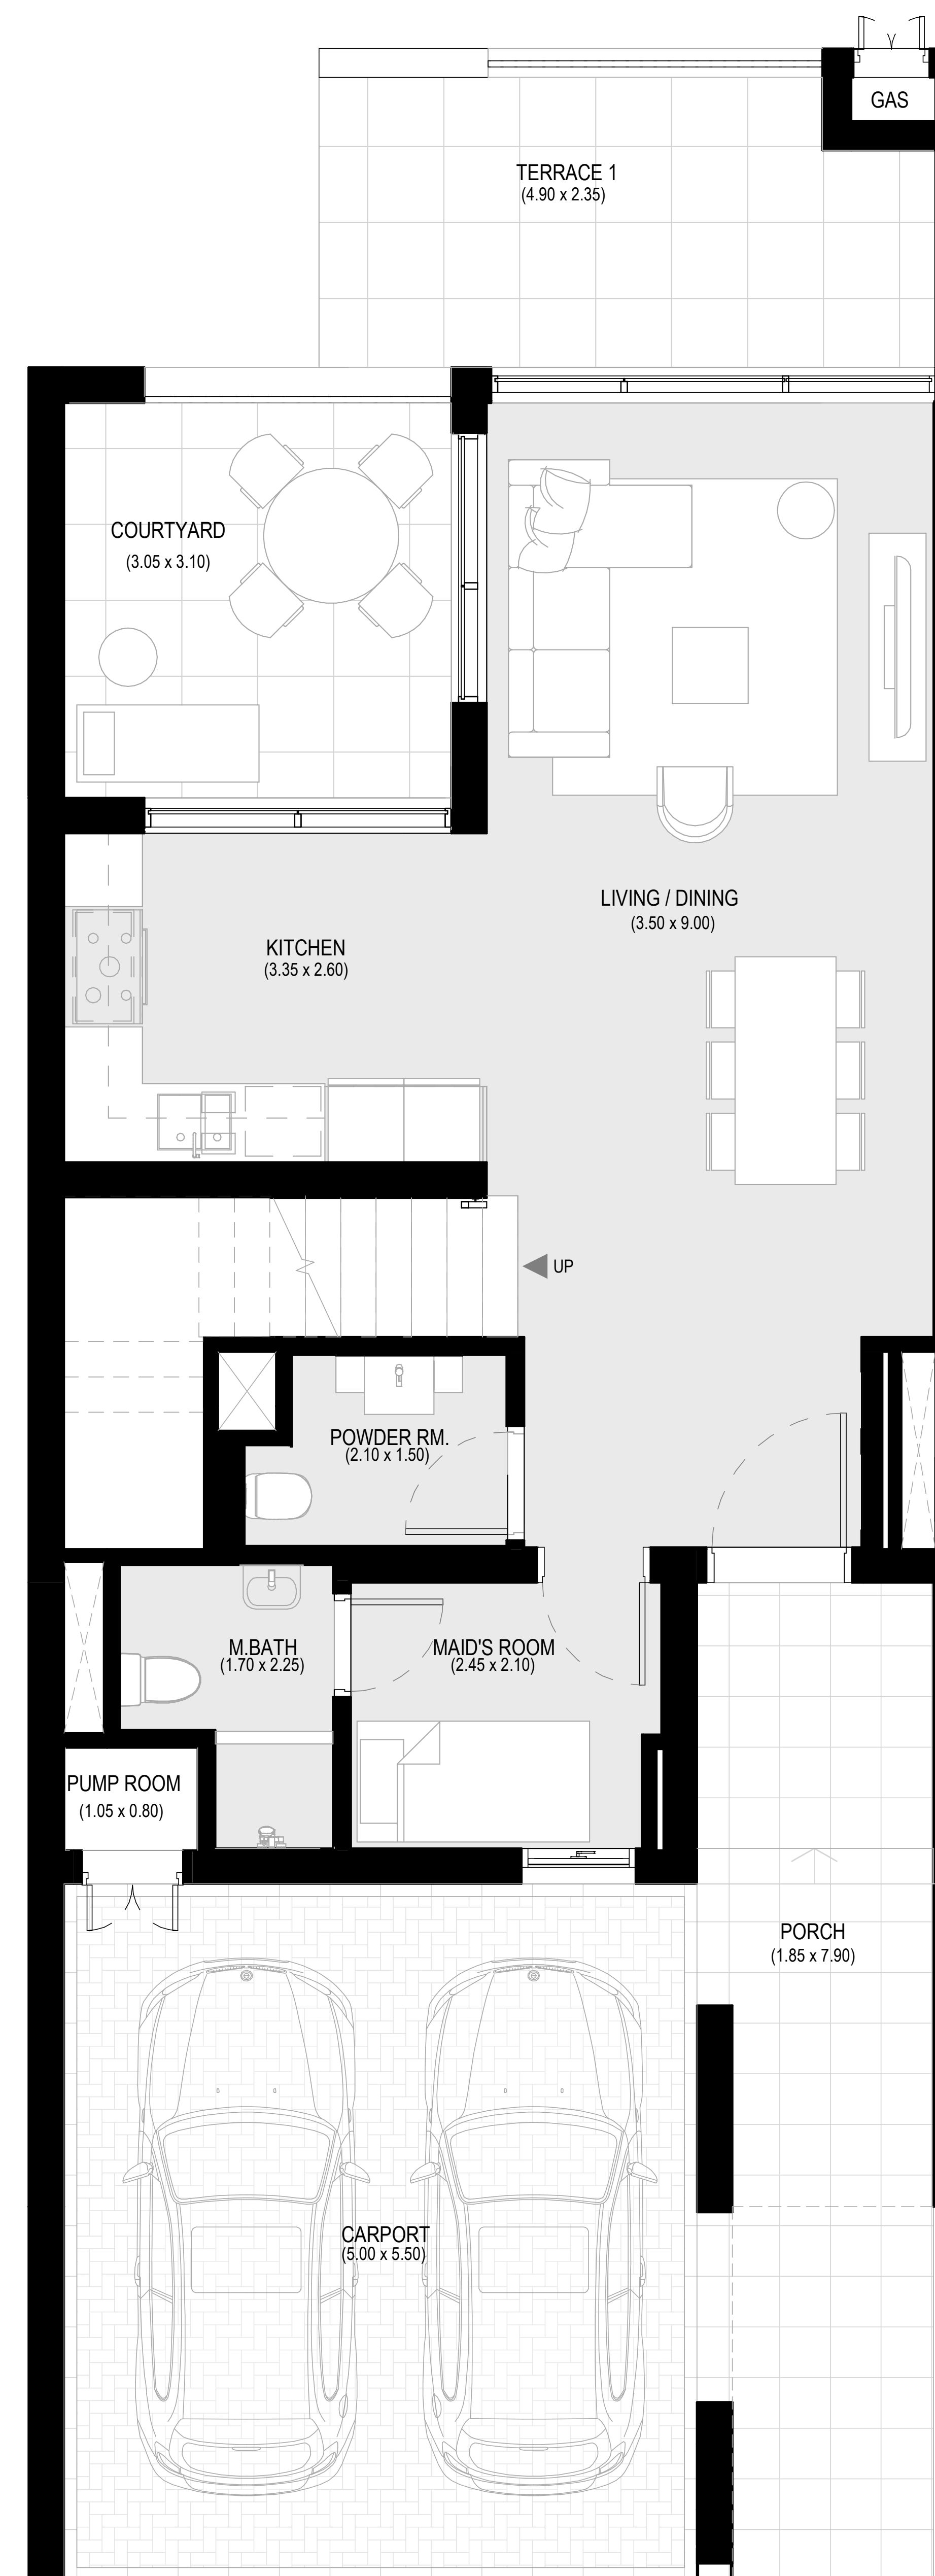 GAS
TERRACE 1
(4.90 x 2.35)
COURTYARD
(3.05 x 3.10)
LIVING / DINING
(3.50 x 9.00)
KITCHEN
(3.35 x 2.60)
UP
POWDER RM.
(2.10 x 1.50)
M.BATH
(1.70 x 2.25)
MAID'S ROOM
(2.45 x 2.10)
PUMP ROOM
(1.05 x 0.80)
PORCH
(1.85 x 7.90)
CARPORT
(5.00 x 5.50)